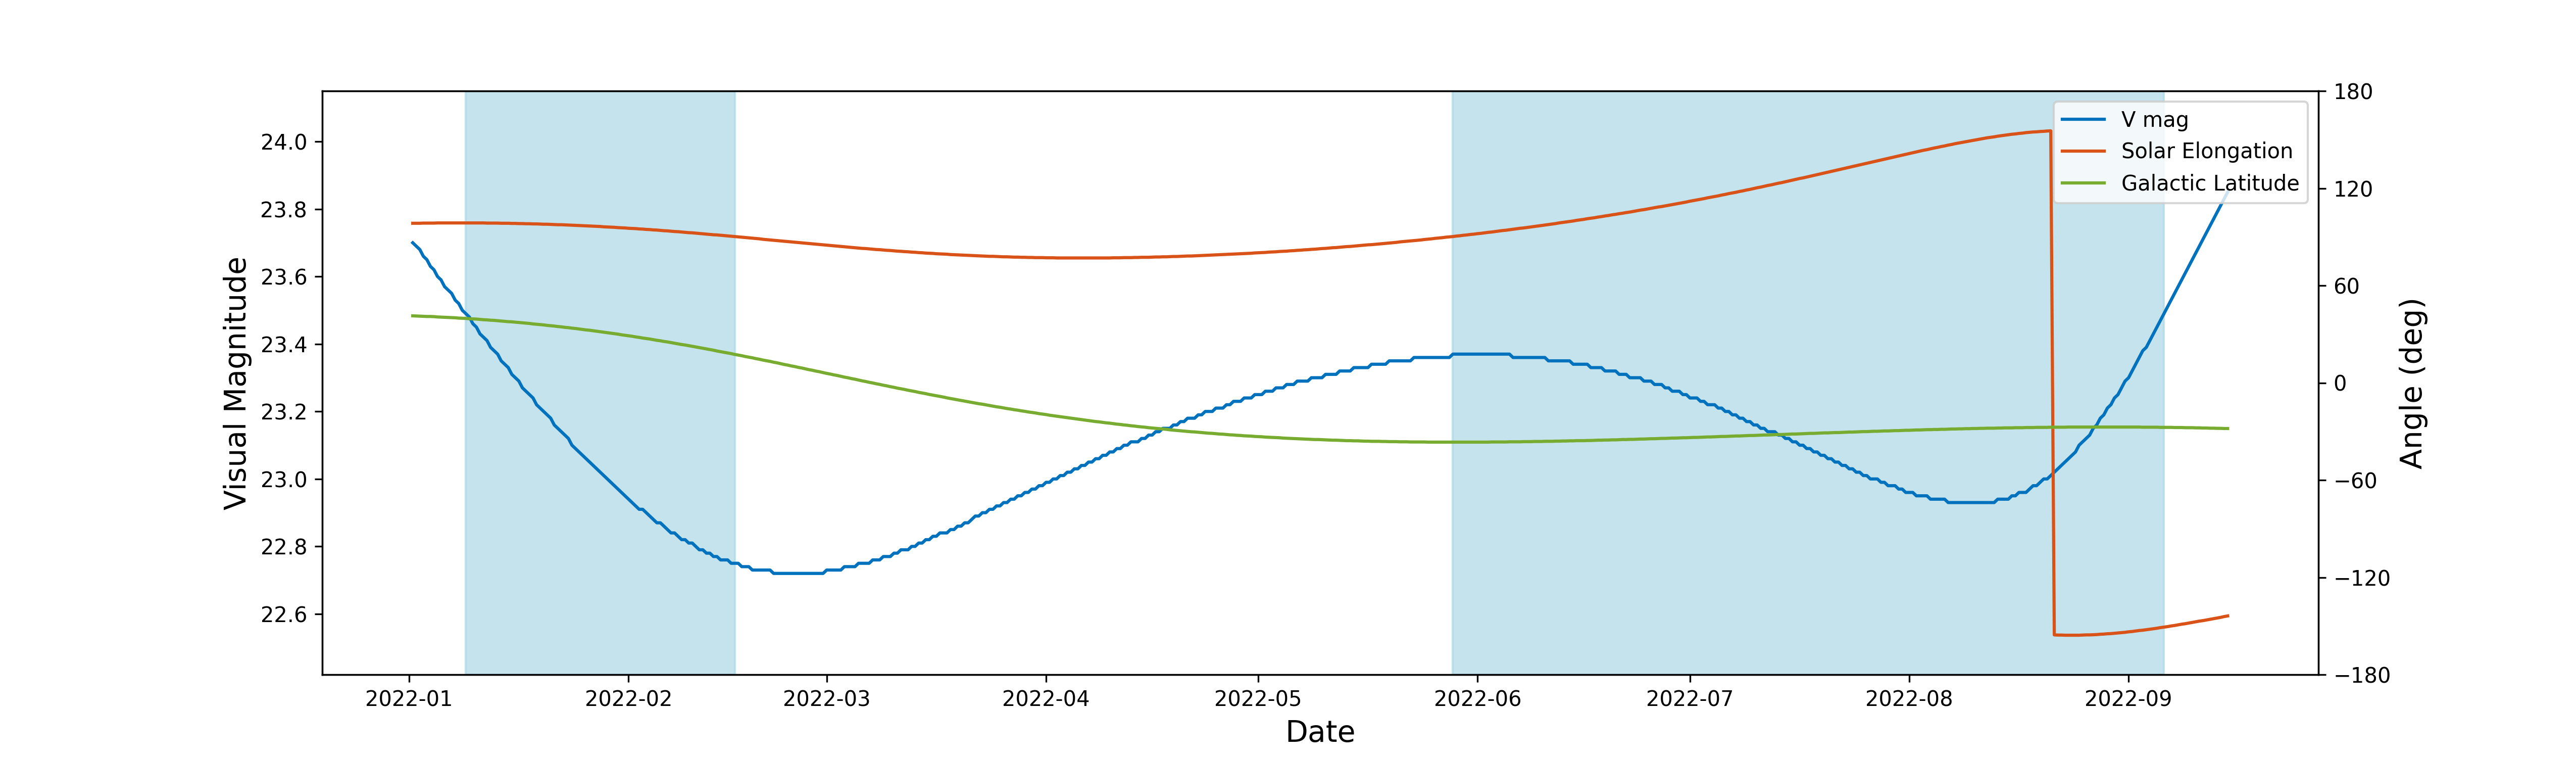 Visual Magnitude
24.0
23.8
23.6
23.4
23.2
23.0
22.8
22.6
V mag
Solar Elongation
Galactic Latitude
180
120
60
0
−60
−120
−180
Angle (deg)
2022-01 2022-02 2022-03 2022-04 2022-05 2022-06 2022-07 2022-08 2022-09
Date